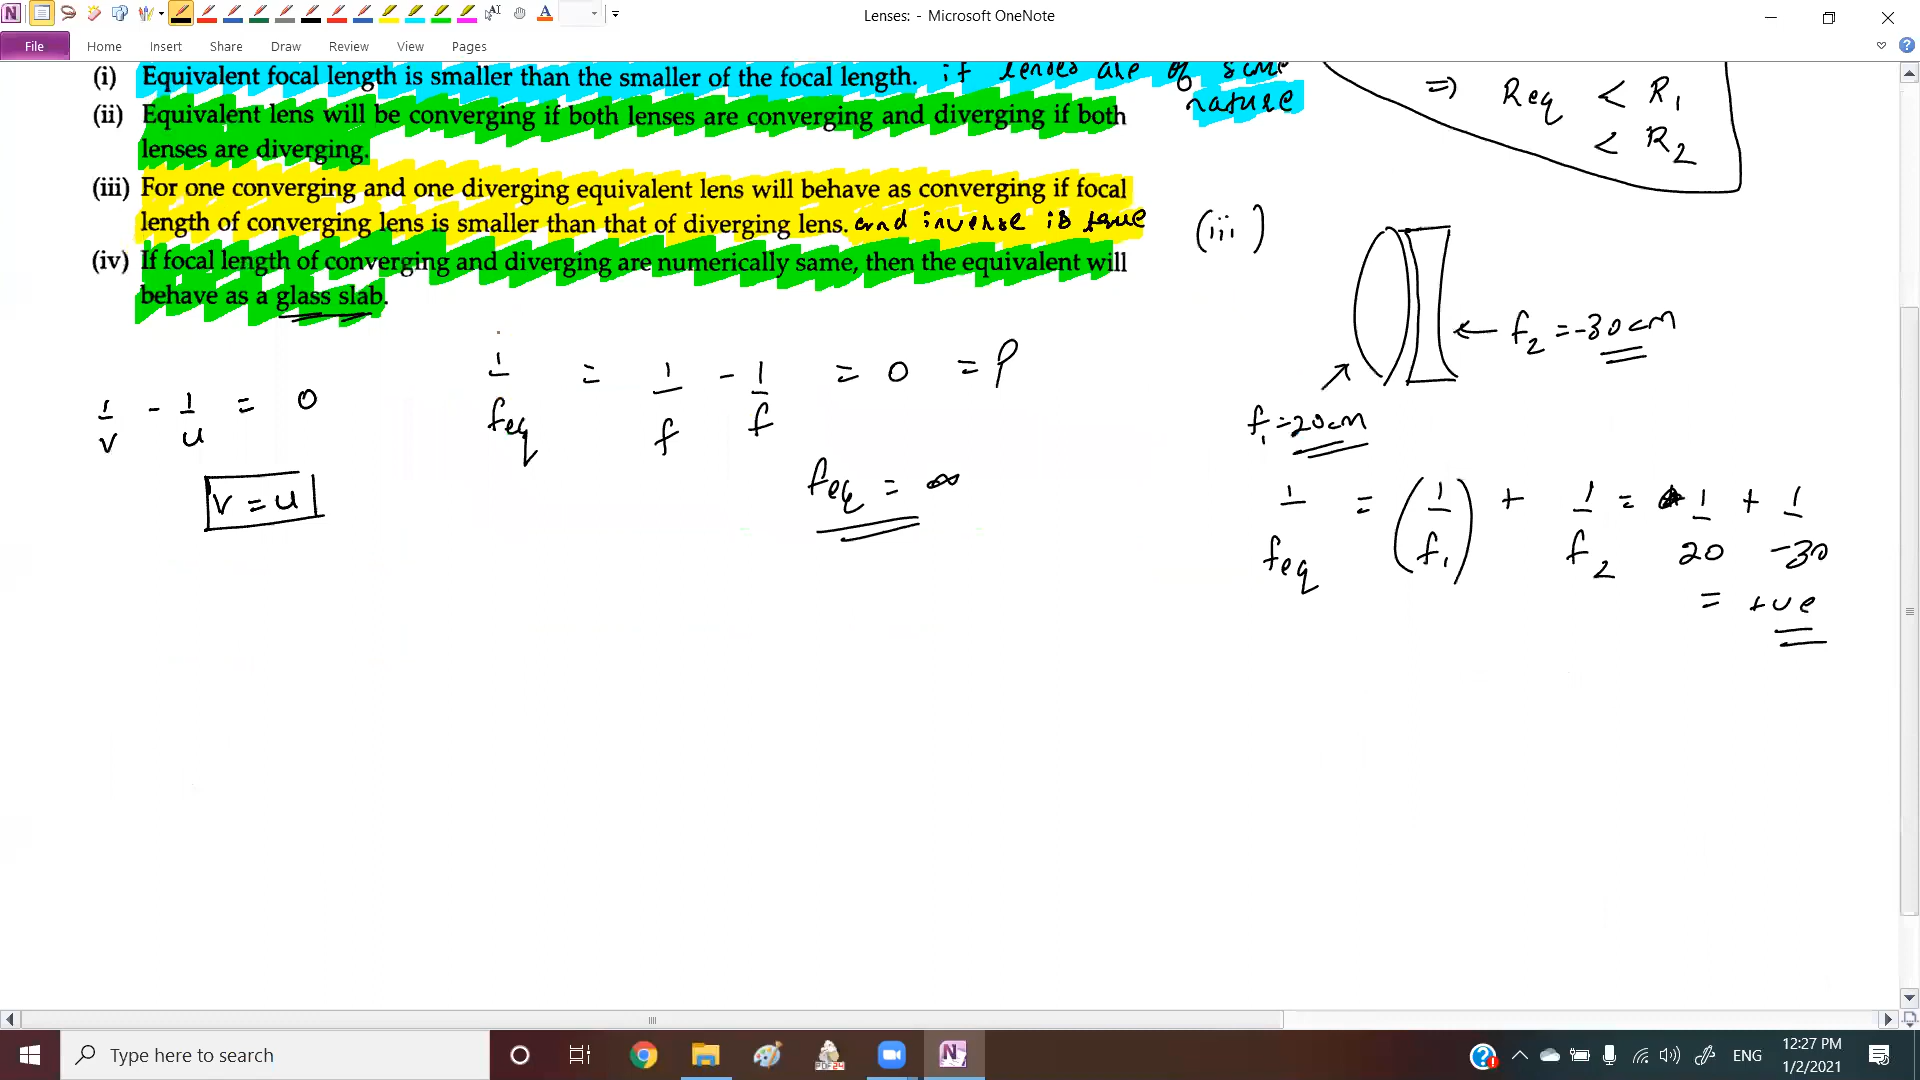 Lenses: - Microsoft OneNote
File Home Insert Share Draw Review View Pages
(i) Equivalent focal length is smaller than the smaller of the focal length. if lenses are of same
nature
(ii) Equivalent lens will be converging if both lenses are converging and diverging if both
lenses are diverging.
(iii) For one converging and one diverging equivalent lens will behave as converging if focal
length of converging lens is smaller than that of diverging lens. and inverse is true
(iv) If focal length of converging and diverging are numerically same, then the equivalent will
behave as a glass slab.
⇒ Req < R1
< R2
(iii)
f2 = -30cm
f1 = 20cm
1/feq = 1/f - 1/f = 0 = P
1/v - 1/u = 0
feq = ∞
v = u
1/feq = (1/f1) + 1/f2 = 1/20 + 1/-30
= +ve
Type here to search
PDF24
ENG
12:27 PM
1/2/2021